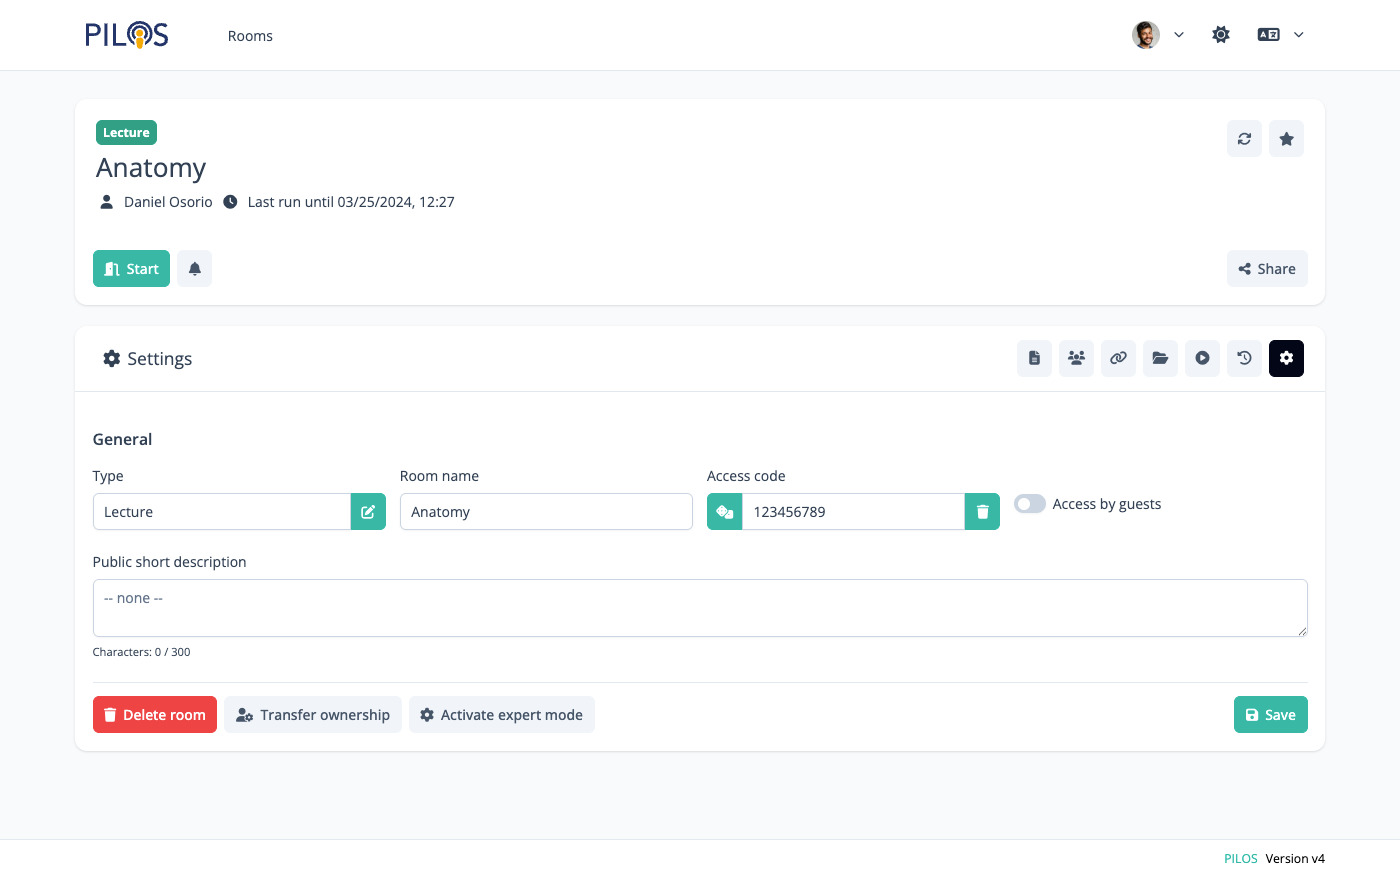 PILOS
Rooms
Lecture
Anatomy
Daniel Osorio Last run until 03/25/2024, 12:27
Start
Share
Settings
General
Type Room name Access code
Lecture Anatomy 123456789 Access by guests
Public short description
-- none --
Characters: 0 / 300
Delete room Transfer ownership Activate expert mode Save
PILOS Version v4